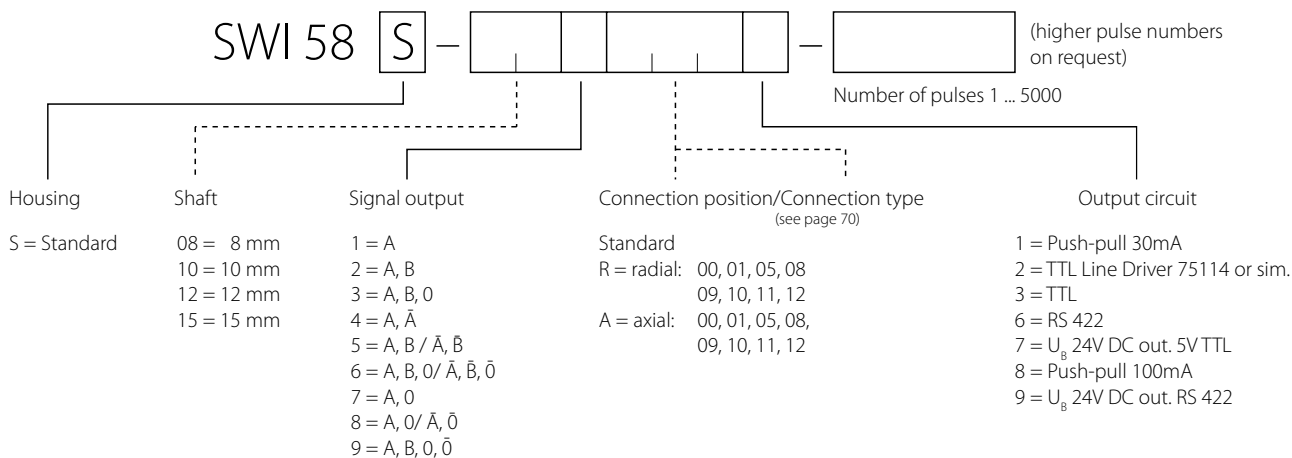 SWI 58 S – –
(higher pulse numbers
on request)
Number of pulses 1 ... 5000
Housing
S = Standard
Shaft
08 = 8 mm
10 = 10 mm
12 = 12 mm
15 = 15 mm
Signal output
1 = A
2 = A, B
3 = A, B, 0
4 = A, Ā
5 = A, B / Ā, B̄
6 = A, B, 0/ Ā, B̄, 0̄
7 = A, 0
8 = A, 0/ Ā, 0̄
9 = A, B, 0, 0̄
Connection position/Connection type
(see page 70)
Standard
R = radial: 00, 01, 05, 08
09, 10, 11, 12
A = axial: 00, 01, 05, 08,
09, 10, 11, 12
Output circuit
1 = Push-pull 30mA
2 = TTL Line Driver 75114 or sim.
3 = TTL
6 = RS 422
7 = U_B 24V DC out. 5V TTL
8 = Push-pull 100mA
9 = U_B 24V DC out. RS 422